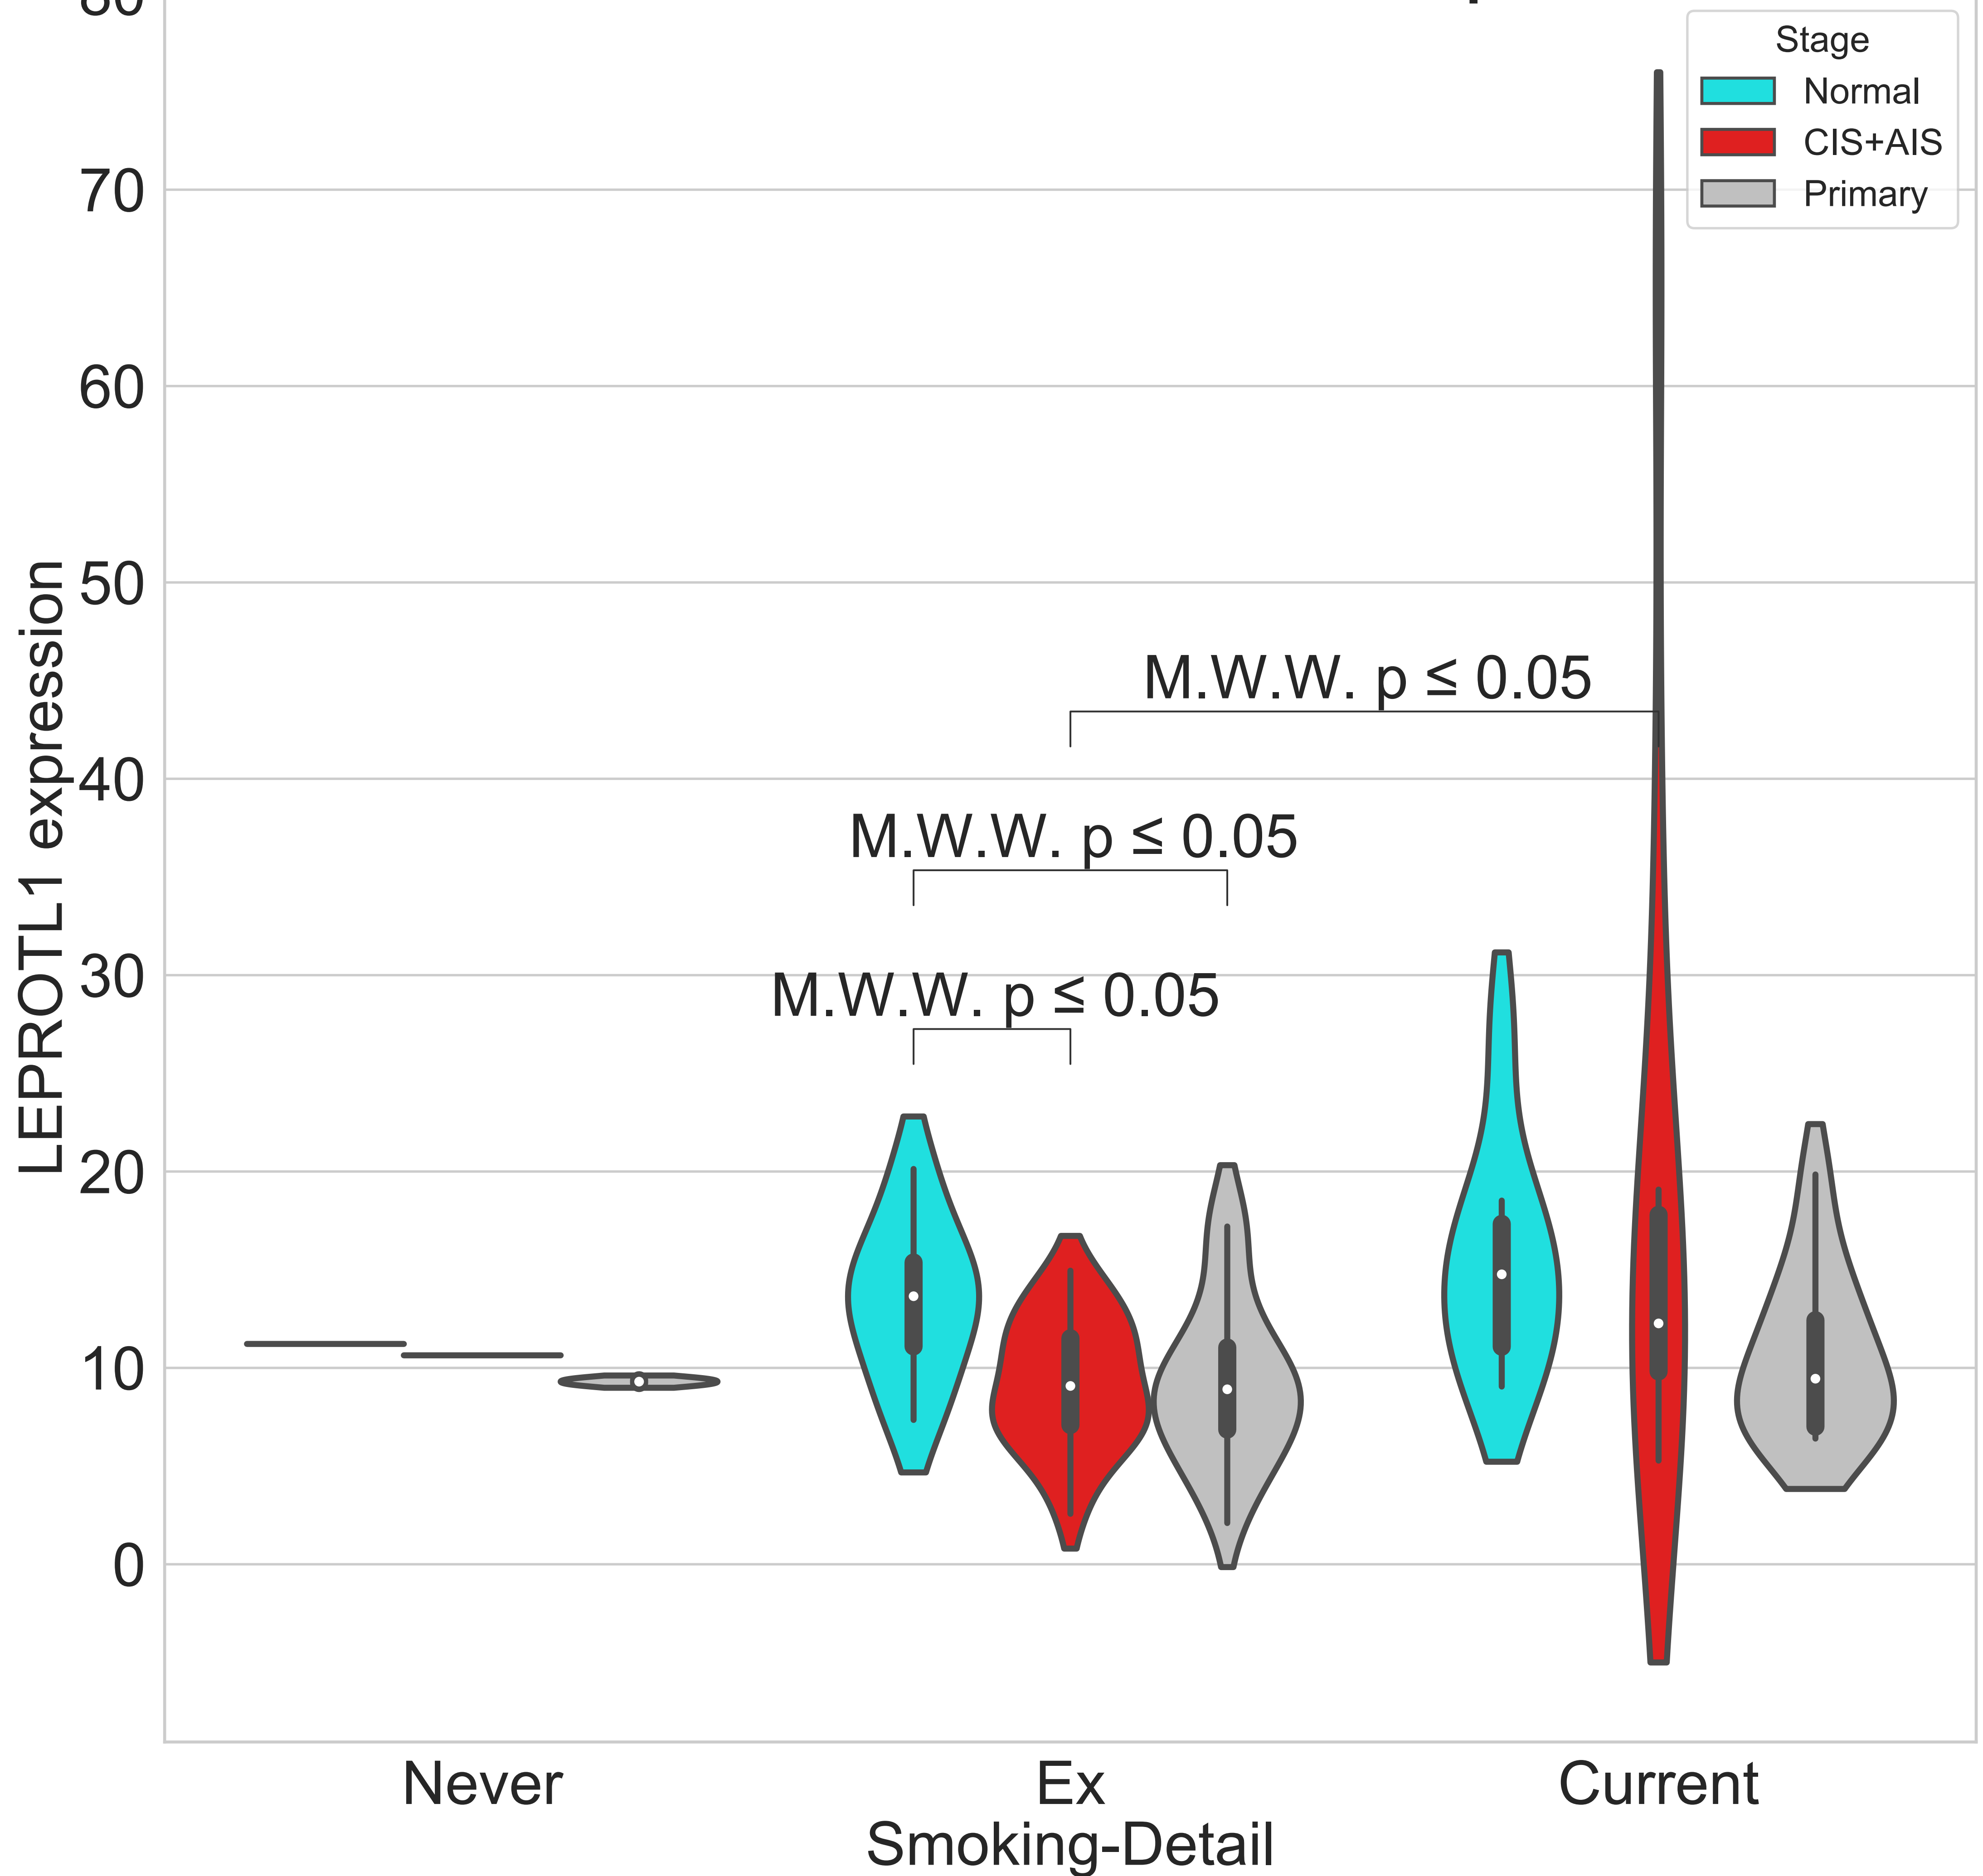 80
Stage
Normal
CIS+AIS
Primary
70
60
50
M.W.W. p ≤ 0.05
40
M.W.W. p ≤ 0.05
30
M.W.W. p ≤ 0.05
20
10
0
LEPROTL1 expression
Never
Ex
Current
Smoking-Detail